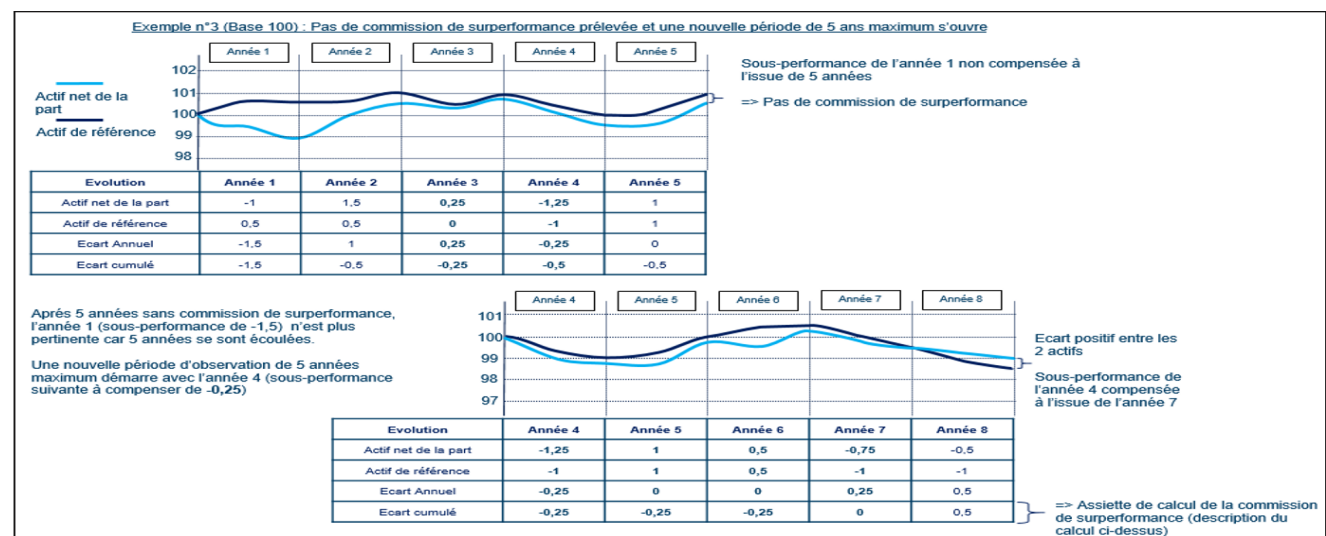 Exemple n°3 (Base 100) : Pas de commission de surperformance prélevée et une nouvelle période de 5 ans maximum s'ouvre
Année 1 Année 2 Année 3 Année 4 Année 5
102
101
100
99
98
Actif net de la
part
Actif de référence
Sous-performance de l'année 1 non compensée à
l'issue de 5 années
=> Pas de commission de surperformance
Evolution Année 1 Année 2 Année 3 Année 4 Année 5
Actif net de la part -1 1,5 0,25 -1,25 1
Actif de référence 0,5 0,5 0 -1 1
Ecart Annuel -1,5 1 0,25 -0,25 0
Ecart cumulé -1,5 -0,5 -0,25 -0,5 -0,5
Après 5 années sans commission de surperformance,
l'année 1 (sous-performance de -1,5) n'est plus
pertinente car 5 années se sont écoulées.
Une nouvelle période d'observation de 5 années
maximum démarre avec l'année 4 (sous-performance
suivante à compenser de -0,25)
Année 4 Année 5 Année 6 Année 7 Année 8
101
100
99
98
97
Ecart positif entre les
2 actifs
Sous-performance de
l'année 4 compensée
à l'issue de l'année 7
Evolution Année 4 Année 5 Année 6 Année 7 Année 8
Actif net de la part -1,25 1 0,5 -0,75 -0,5
Actif de référence -1 1 0,5 -1 -1
Ecart Annuel -0,25 0 0 0,25 0,5
Ecart cumulé -0,25 -0,25 -0,25 0 0,5
=> Assiette de calcul de la commission
de surperformance (description du
calcul ci-dessus)